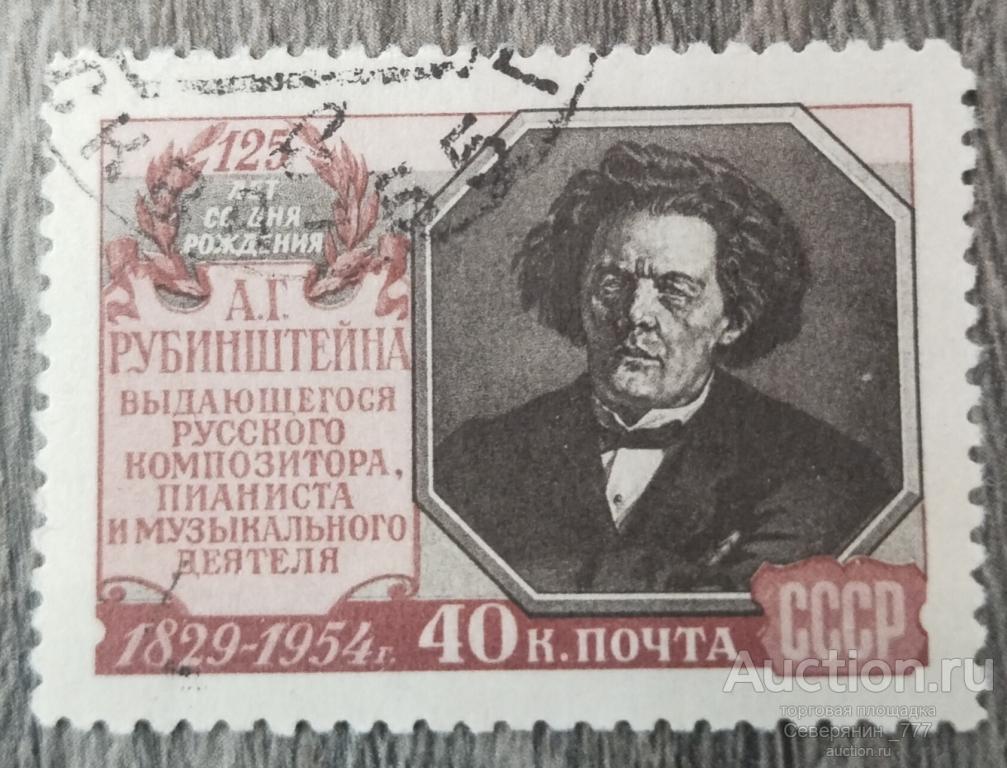 125
ЛЕТ
СО ДНЯ
РОЖДЕНИЯ
А.Г.
РУБИНШТЕЙНА
ВЫДАЮЩЕГОСЯ
РУССКОГО
КОМПОЗИТОРА,
ПИАНИСТА
И МУЗЫКАЛЬНОГО
ДЕЯТЕЛЯ
1829-1954г.
40 к. ПОЧТА
СССР
Auction.ru
торговая площадка
Северянин_777
auction.ru